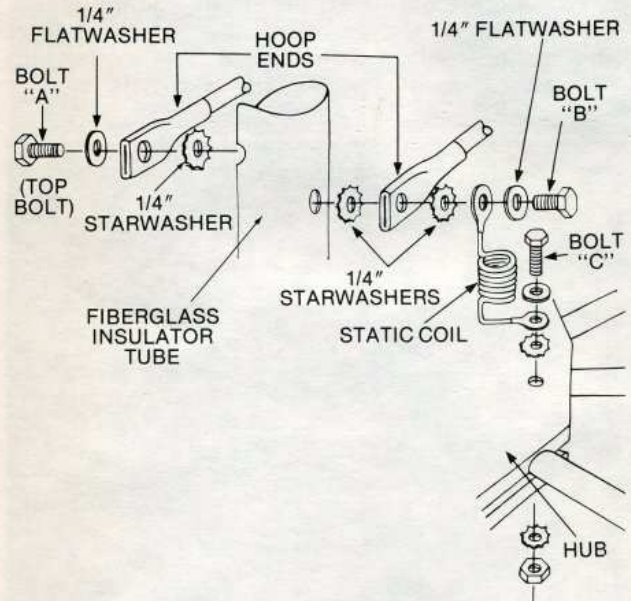 1/4"
FLATWASHER
BOLT
"A"
(TOP
BOLT)
HOOP
ENDS
1/4" FLATWASHER
BOLT
"B"
1/4"
STARWASHER
BOLT
"C"
1/4"
STARWASHERS
FIBERGLASS
INSULATOR
TUBE
STATIC COIL
HUB